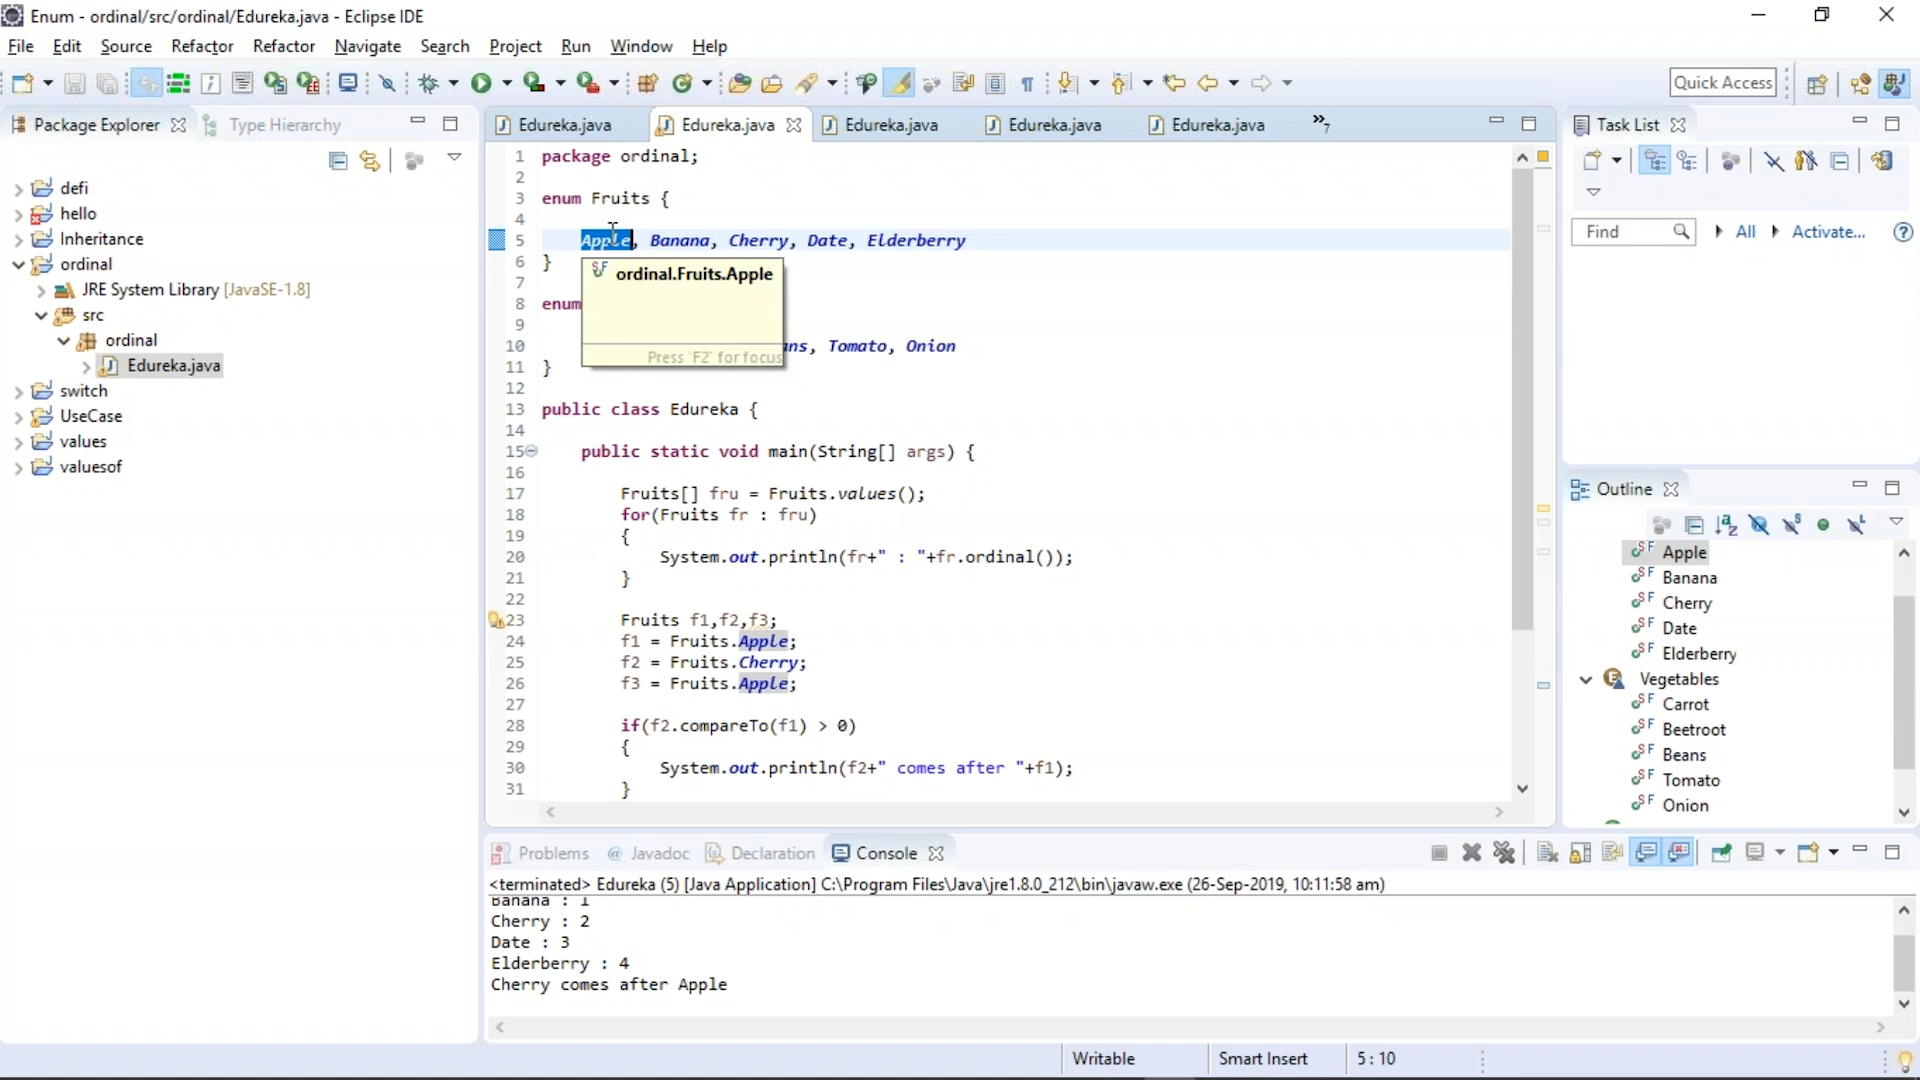 Enum - ordinal/src/ordinal/Edureka.java - Eclipse IDE
File Edit Source Refactor Refactor Navigate Search Project Run Window Help
Quick Access
Package Explorer Type Hierarchy
Edureka.java Edureka.java Edureka.java Edureka.java Edureka.java »7
Task List
defi
hello
Inheritance
ordinal
JRE System Library [JavaSE-1.8]
src
ordinal
Edureka.java
switch
UseCase
values
valuesof
1 package ordinal;
2
3 enum Fruits {
4
5 Apple, Banana, Cherry, Date, Elderberry
6 }
7
8 enum
9
10 ans, Tomato, Onion
11 }
12
13 public class Edureka {
14
15 public static void main(String[] args) {
16
17 Fruits[] fru = Fruits.values();
18 for(Fruits fr : fru)
19 {
20 System.out.println(fr+" : "+fr.ordinal());
21 }
22
23 Fruits f1,f2,f3;
24 f1 = Fruits.Apple;
25 f2 = Fruits.Cherry;
26 f3 = Fruits.Apple;
27
28 if(f2.compareTo(f1) > 0)
29 {
30 System.out.println(f2+" comes after "+f1);
31 }
ordinal.Fruits.Apple
Press 'F2' for focus
Find All Activate...
Outline
Apple
Banana
Cherry
Date
Elderberry
Vegetables
Carrot
Beetroot
Beans
Tomato
Onion
Problems @ Javadoc Declaration Console
<terminated> Edureka (5) [Java Application] C:\Program Files\Java\jre1.8.0_212\bin\javaw.exe (26-Sep-2019, 10:11:58 am)
Banana : 1
Cherry : 2
Date : 3
Elderberry : 4
Cherry comes after Apple
Writable Smart Insert 5 : 10